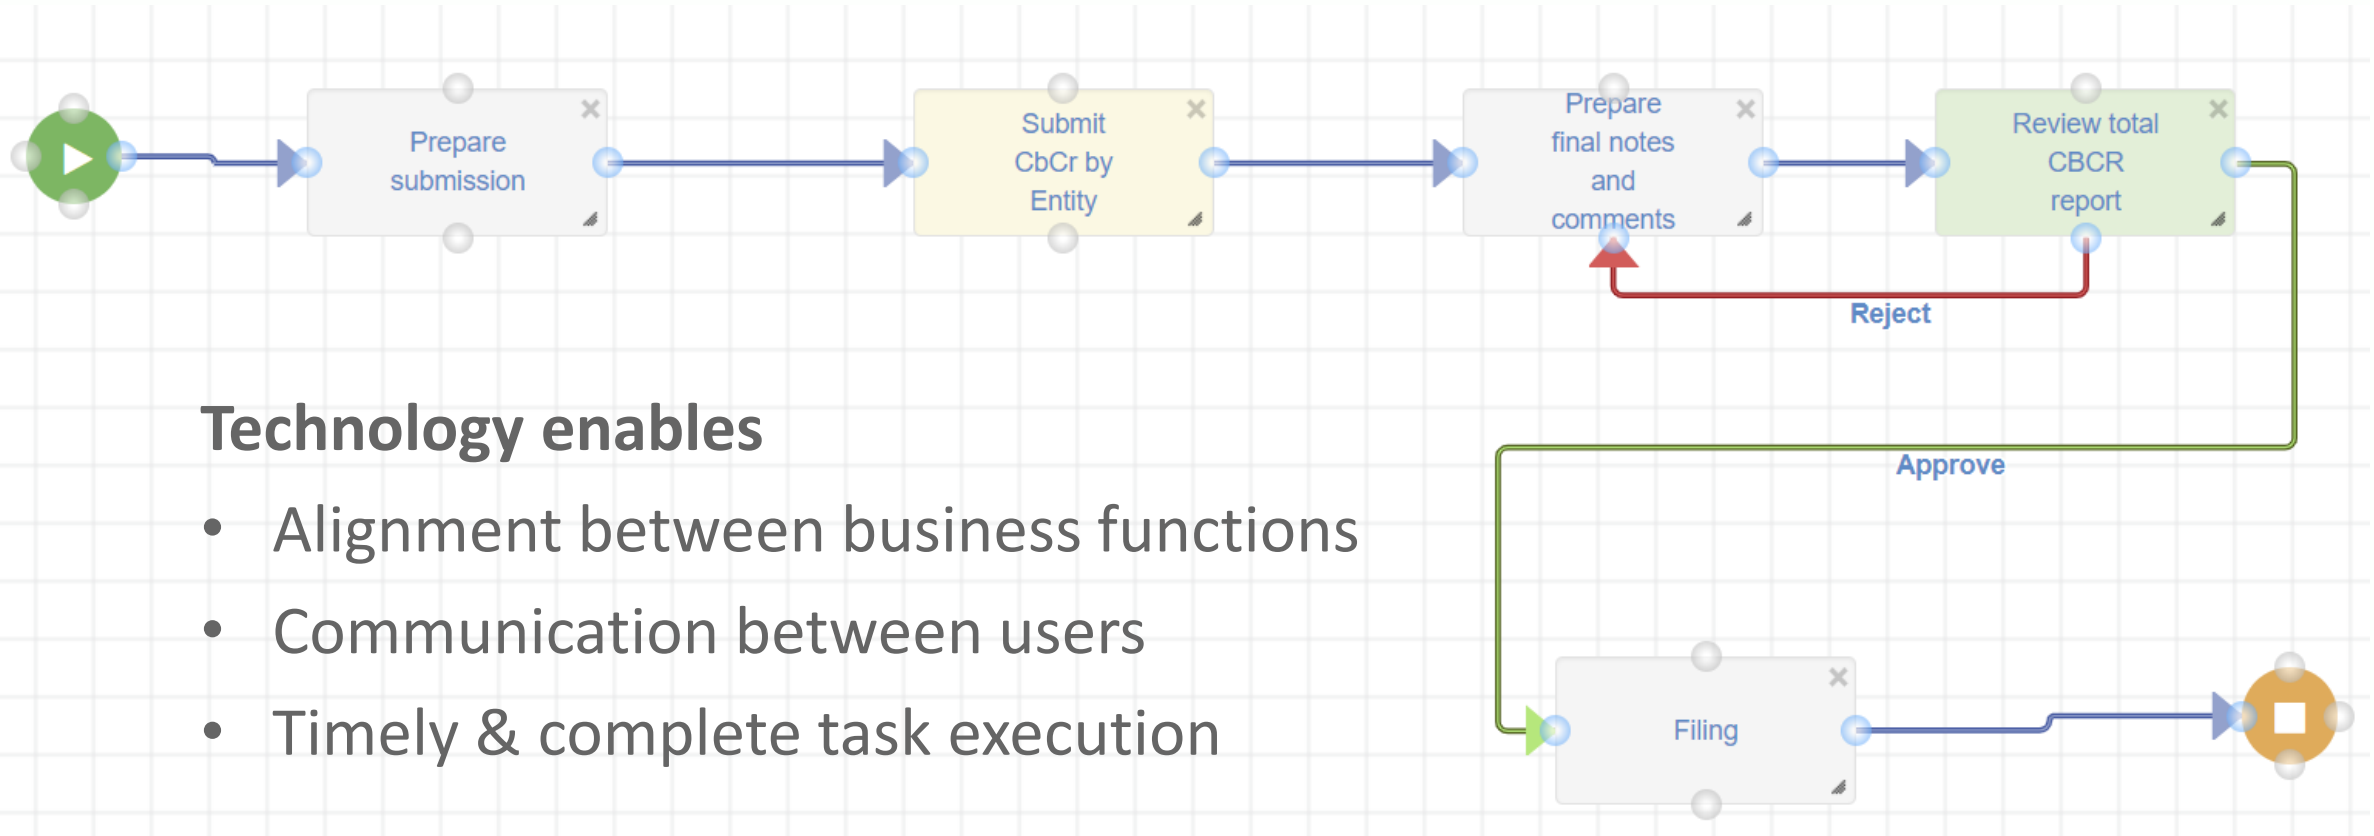 Prepare
submission
Submit
CbCr by
Entity
Prepare
final notes
and
comments
Review total
CBCR
report
Reject
Approve
Technology enables
• Alignment between business functions
• Communication between users
• Timely & complete task execution
Filing